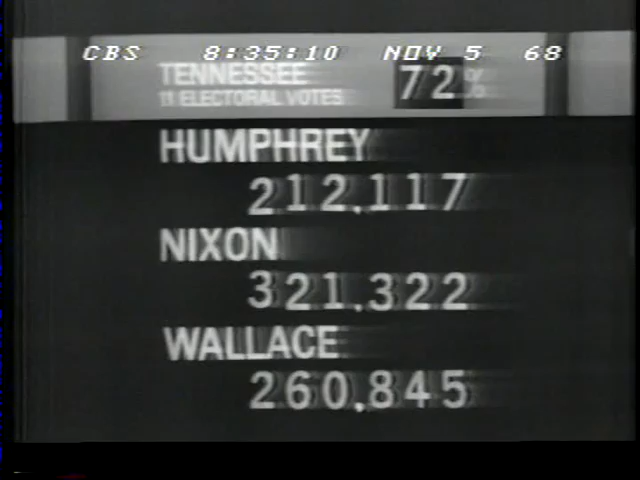 CBS 8:35:10 NOV 5 68
TENNESSEE 72%
11 ELECTORAL VOTES
HUMPHREY
212,117
NIXON
321,322
WALLACE
260,845